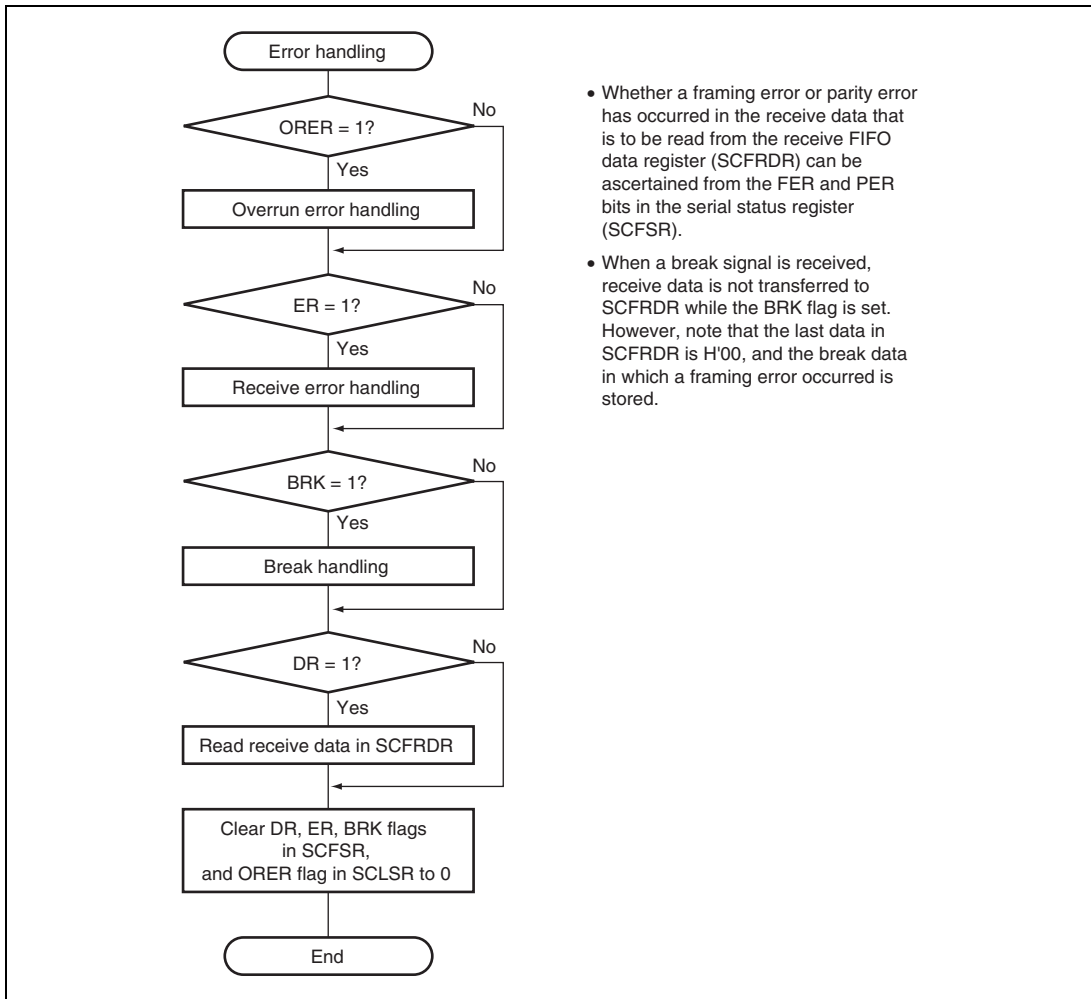 Error handling
ORER = 1?
No
Yes
Overrun error handling
ER = 1?
No
Yes
Receive error handling
BRK = 1?
No
Yes
Break handling
DR = 1?
No
Yes
Read receive data in SCFRDR
Clear DR, ER, BRK flags
in SCFSR,
and ORER flag in SCLSR to 0
End
• Whether a framing error or parity error
has occurred in the receive data that
is to be read from the receive FIFO
data register (SCFRDR) can be
ascertained from the FER and PER
bits in the serial status register
(SCFSR).
• When a break signal is received,
receive data is not transferred to
SCFRDR while the BRK flag is set.
However, note that the last data in
SCFRDR is H'00, and the break data
in which a framing error occurred is
stored.